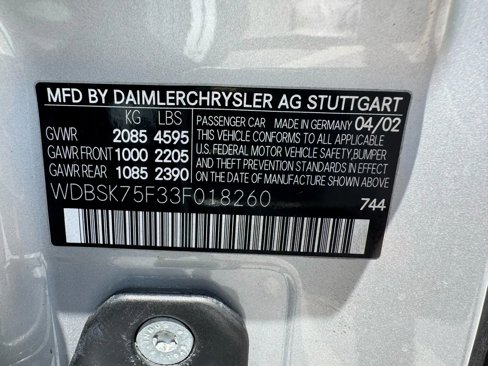 MFD BY DAIMLERCHRYSLER AG STUTTGART
KG LBS
GVWR 2085 4595
GAWR FRONT 1000 2205
GAWR REAR 1085 2390
PASSENGER CAR MADE IN GERMANY 04/02
THIS VEHICLE CONFORMS TO ALL APPLICABLE
U.S. FEDERAL MOTOR VEHICLE SAFETY,BUMPER
AND THEFT PREVENTION STANDARDS IN EFFECT
ON THE DATE OF MANUFACTURE SHOWN ABOVE
WDBSK75F33F018260
744